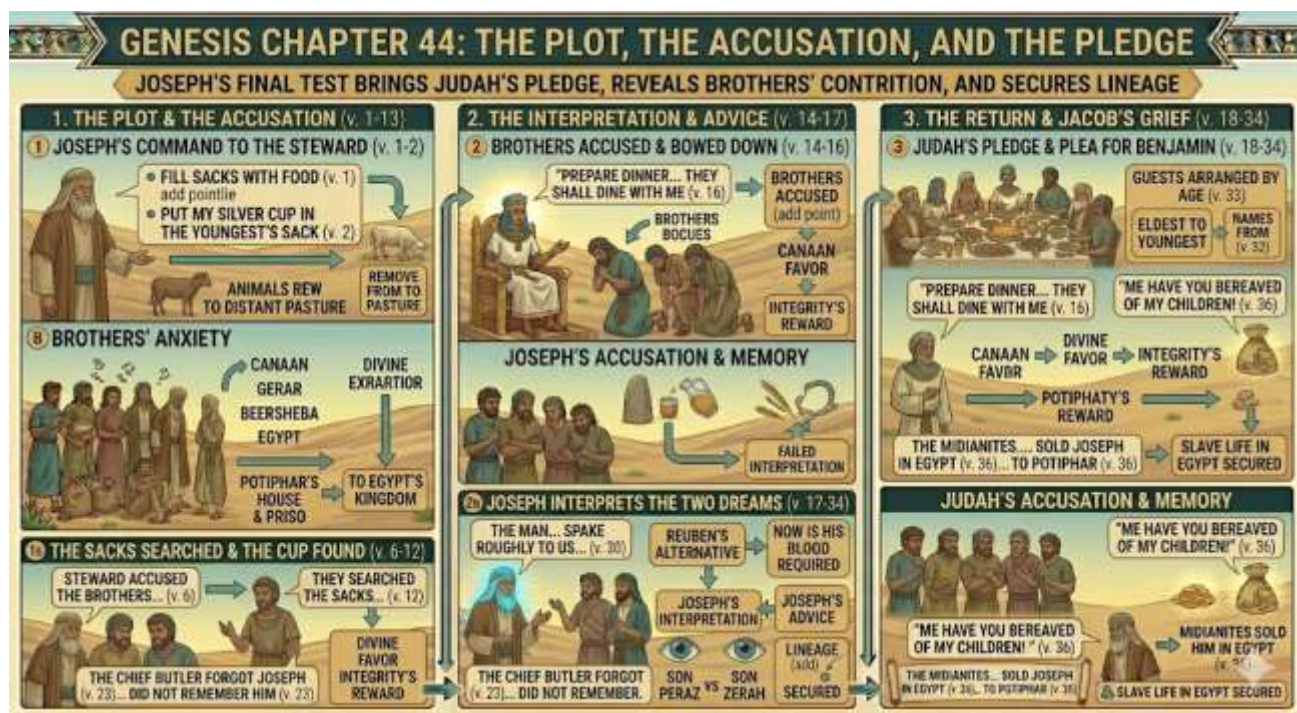 GENESIS CHAPTER 44: THE PLOT, THE ACCUSATION, AND THE PLEDGE
JOSEPH'S FINAL TEST BRINGS JUDAH'S PLEDGE, REVEALS BROTHERS' CONTRITION, AND SECURES LINEAGE
1. THE PLOT & THE ACCUSATION (v. 1-13)
1 JOSEPH'S COMMAND TO THE STEWARD (v. 1-2)
• FILL SACKS WITH FOOD (v. 1)
add pointlie
• PUT MY SILVER CUP IN
THE YOUNGEST'S SACK (v. 2)
ANIMALS REW
TO DISTANT PASTURE
REMOVE
FROM TO
PASTURE
8 BROTHERS' ANXIETY
CANAAN
GERAR
BEERSHEBA
EGYPT
DIVINE
EXRARTIOR
POTIPHAR'S
HOUSE
& PRISO
TO EGYPT'S
KINGDOM
THE SACKS SEARCHED & THE CUP FOUND (v. 6-12)
STEWARD ACCUSED
THE BROTHERS... (v. 6)
THEY SEARCHED
THE SACKS... (v. 12)
DIVINE
FAVOR
INTEGRITY'S
REWARD
THE CHIEF BUTLER FORGOT JOSEPH
(v. 23)... DID NOT REMEMBER HIM (v. 23)
2. THE INTERPRETATION & ADVICE (v. 14-17)
2 BROTHERS ACCUSED & BOWED DOWN (v. 14-16)
"PREPARE DINNER... THEY
SHALL DINE WITH ME (v. 16)
BROTHERS
BOCUES
BROTHERS
ACCUSED
(add point)
CANAAN
FAVOR
INTEGRITY'S
REWARD
JOSEPH'S ACCUSATION & MEMORY
FAILED
INTERPRETATION
JOSEPH INTERPRETS THE TWO DREAMS (v. 17-34)
THE MAN... SPAKE
ROUGHLY TO US... (v. 30)
REUBEN'S
ALTERNATIVE
NOW IS HIS
BLOOD
REQUIRED
JOSEPH'S
INTERPRETATION
JOSEPH'S
ADVICE
SON
PERAZ
VS
SON
ZERAH
LINEAGE
(add)
SECURED
THE CHIEF BUTLER FORGOT
(v. 23)... DID NOT REMEMBER.
3. THE RETURN & JACOB'S GRIEF (v. 18-34)
3 JUDAH'S PLEDGE & PLEA FOR BENJAMIN (v. 18-34)
GUESTS ARRANGED BY
AGE (v. 33)
ELDEST TO
YOUNGEST
NAMES
FROM
(v. 32)
"PREPARE DINNER... THEY
SHALL DINE WITH ME (v. 16)
"ME HAVE YOU BEREAVED
OF MY CHILDREN! (v. 36)
CANAAN
FAVOR
DIVINE
FAVOR
INTEGRITY'S
REWARD
POTIPHATY'S
REWARD
THE MIDIANITES.... SOLD JOSEPH
IN EGYPT (v. 36)... TO POTIPHAR (v. 36)
SLAVE LIFE IN
EGYPT SECURED
JUDAH'S ACCUSATION & MEMORY
"ME HAVE YOU BEREAVED
OF MY CHILDREN!" (v. 36)
"ME HAVE YOU BEREAVED
OF MY CHILDREN! " (v. 36)
MIDIANITES SOLD
HIM IN EGYPT
THE MIDIANITES... SOLD JOSEPH
IN EGYPT (v. 36)... TO POTIPHAR (v. 36)
SLAVE LIFE IN EGYPT SECURED